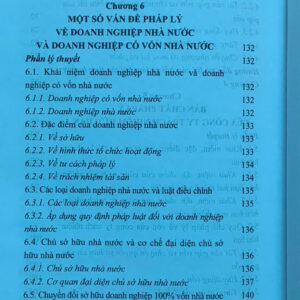 Chương 6
MỘT SỐ VẤN ĐỀ PHÁP LÝ
VỀ DOANH NGHIỆP NHÀ NƯỚC
VÀ DOANH NGHIỆP CÓ VỐN NHÀ NƯỚC 132
Phần lý thuyết 132
6.1. Khái niệm doanh nghiệp nhà nước và doanh
nghiệp có vốn nhà nước 132
6.1.1. Doanh nghiệp có vốn nhà nước 132
6.1.2. Doanh nghiệp nhà nước 132
6.2. Đặc điểm của doanh nghiệp nhà nước 133
6.2.1. Về sở hữu 133
6.2.2. Về hình thức tổ chức hoạt động 133
6.2.3. Về tư cách pháp lý 134
6.2.4. Về trách nhiệm tài sản 134
6.3. Các loại doanh nghiệp nhà nước và luật điều chỉnh 135
6.3.1. Các loại doanh nghiệp nhà nước 135
6.3.2. Áp dụng quy định pháp luật đối với doanh nghiệp
nhà nước 135
6.4. Chủ sở hữu nhà nước và cơ chế đại diện chủ sở
hữu nhà nước 136
6.4.1. Chủ sở hữu nhà nước 136
6.4.2. Cơ quan đại diện chủ sở hữu nhà nước 137
6.5. Chuyển đổi sở hữu doanh nghiệp 100% vốn nhà nước 140